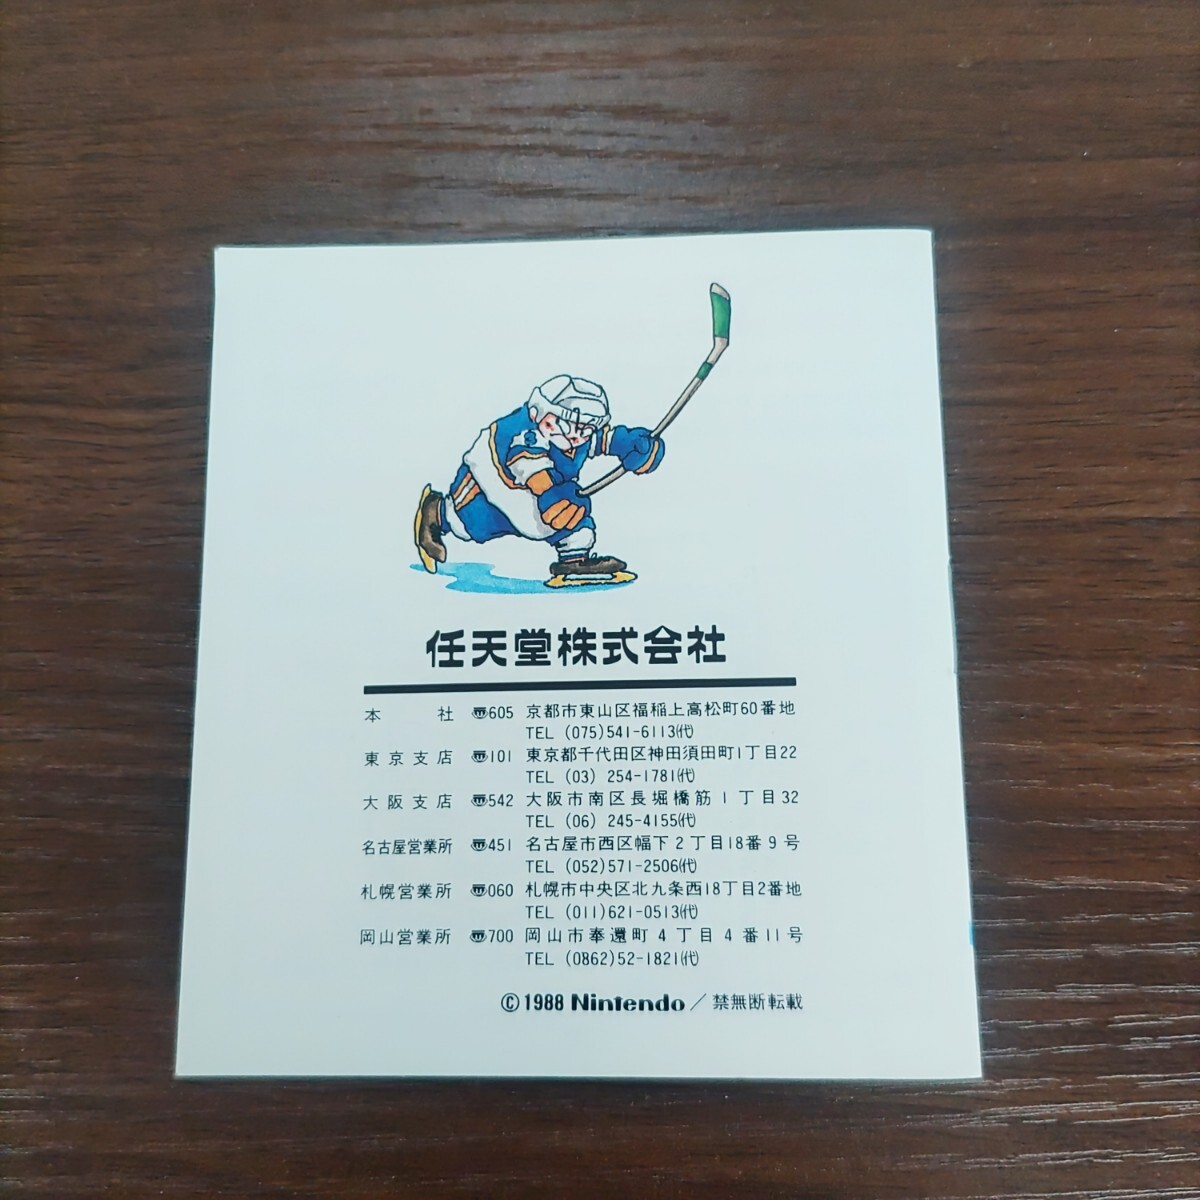 任天堂株式会社
本社 〠605 京都市東山区福稲上高松町60番地
TEL (075)541-6113㈹
東京支店 〠101 東京都千代田区神田須田町1丁目22
TEL (03) 254-1781㈹
大阪支店 〠542 大阪市南区長堀橋筋1丁目32
TEL (06) 245-4155㈹
名古屋営業所 〠451 名古屋市西区幅下2丁目18番9号
TEL (052)571-2506㈹
札幌営業所 〠060 札幌市中央区北九条西18丁目2番地
TEL (011)621-0513㈹
岡山営業所 〠700 岡山市奉還町4丁目4番11号
TEL (0862)52-1821㈹
©1988 Nintendo／禁無断転載